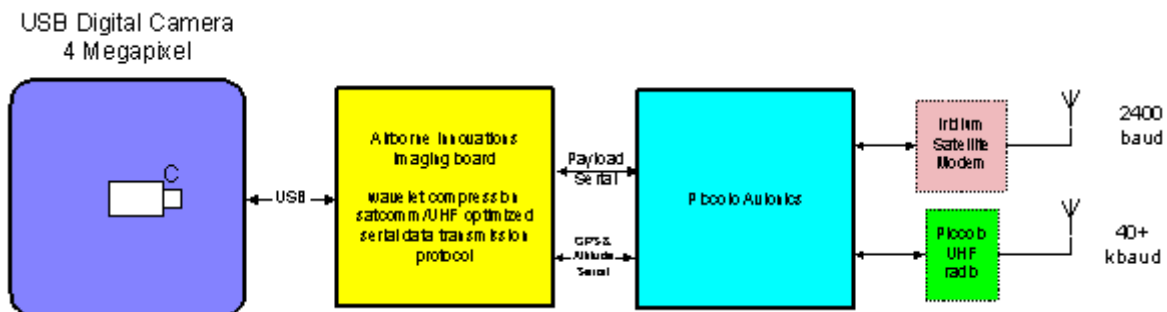 USB Digital Camera
4 Megapixel
C
USB
Airborne Innovations
Imaging board
wavelet compression
satcomm/UHF optimized
serial data transmission
protocol
Payload
Serial
GPS &
Altitude
Serial
Piccolo Avionics
Iridium
Satellite
Modem
2400
baud
Piccolo
UHF
radio
40+
kbaud